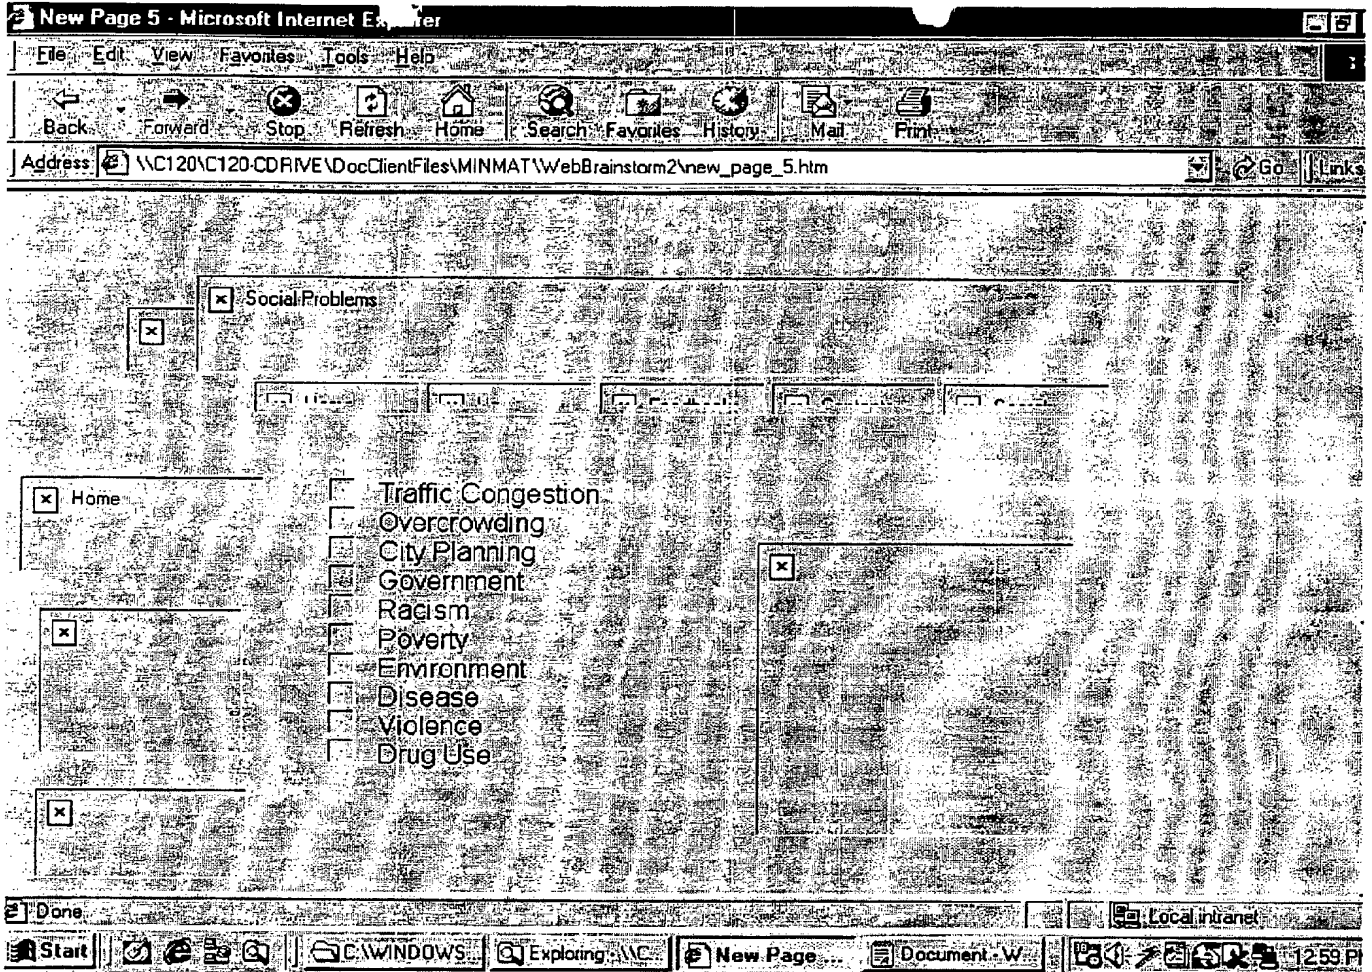 New Page 5 - Microsoft Internet Explorer
File Edit View Favorites Tools Help
Back Forward Stop Refresh Home Search Favorites History Mail Print
Address \\C120\C120-CDRIVE\DocClientFiles\MINMAT\WebBrainstorm2\new_page_5.htm Go Links
Social Problems
Home
Traffic Congestion
Overcrowding
City Planning
Government
Racism
Poverty
Environment
Disease
Violence
Drug Use
Done Local intranet
Start C:\WINDOWS... Exploring - \\C... New Page ... Document - W... 12:59 P